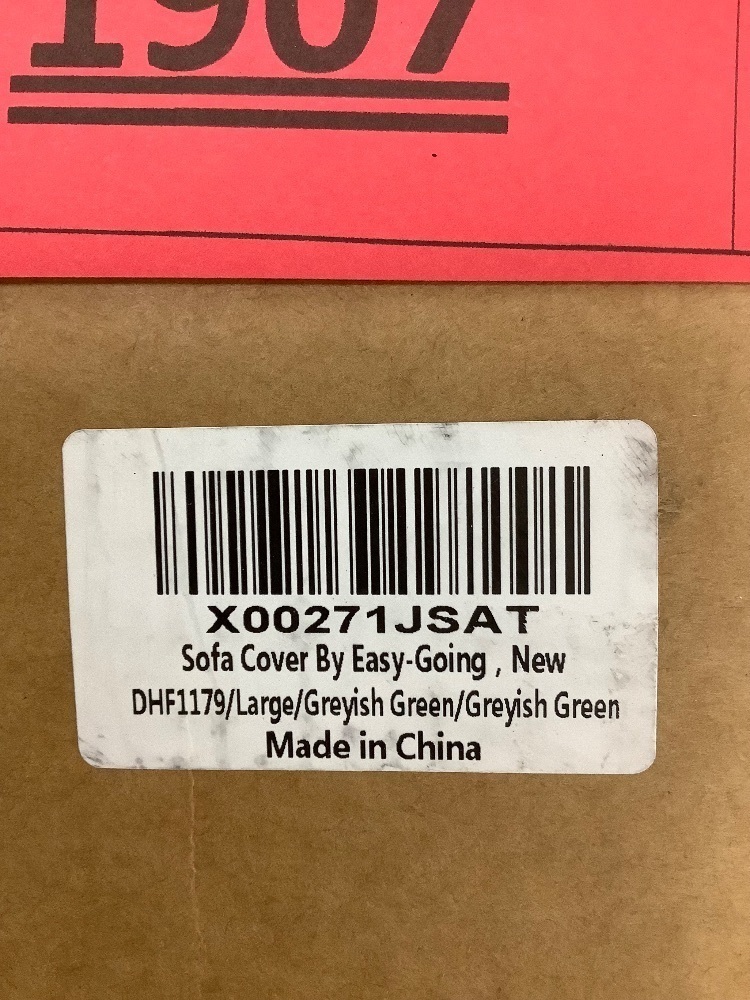 1907
X00271JSAT
Sofa Cover By Easy-Going , New
DHF1179/Large/Greyish Green/Greyish Green
Made in China